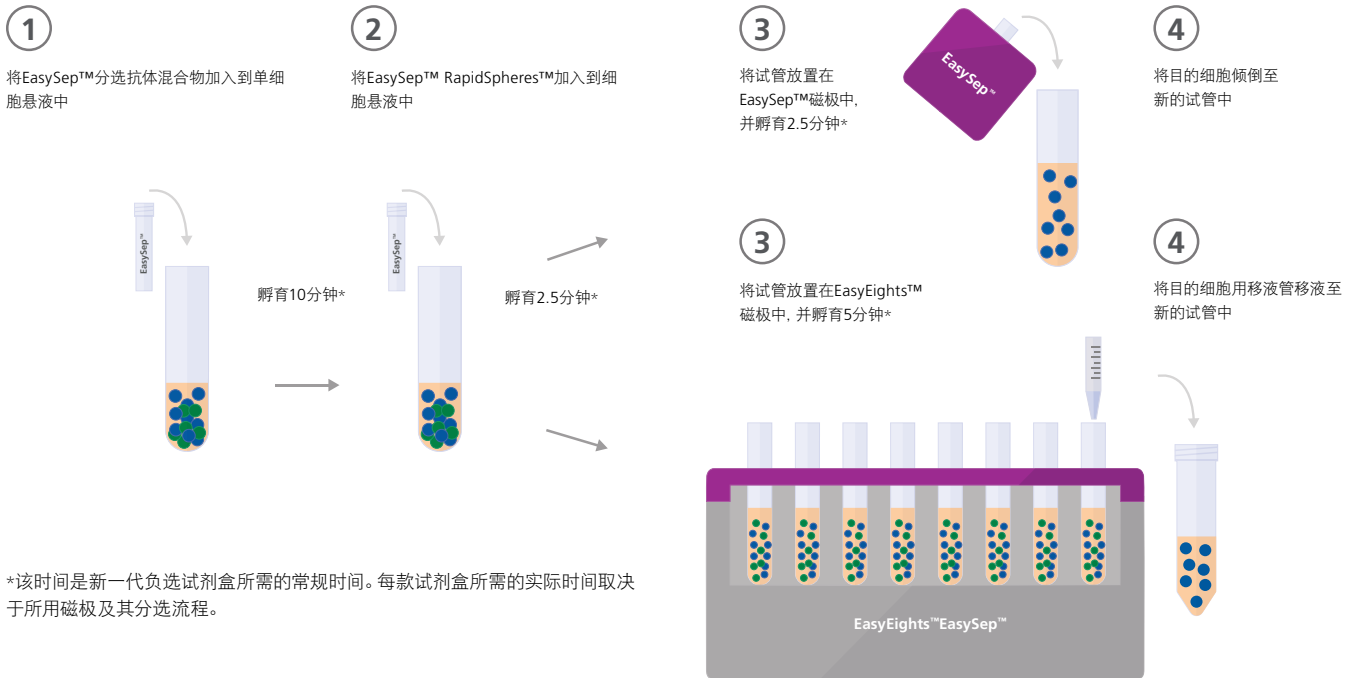 1
将EasySep™分选抗体混合物加入到单细
胞悬液中
EasySep™
孵育10分钟*
2
将EasySep™ RapidSpheres™加入到细
胞悬液中
EasySep™
孵育2.5分钟*
3
将试管放置在
EasySep™磁极中,
并孵育2.5分钟*
EasySep™
4
将目的细胞倾倒至
新的试管中
3
将试管放置在EasyEights™
磁极中, 并孵育5分钟*
4
将目的细胞用移液管移液至
新的试管中
EasyEights™EasySep™
*该时间是新一代负选试剂盒所需的常规时间。每款试剂盒所需的实际时间取决
于所用磁极及其分选流程。